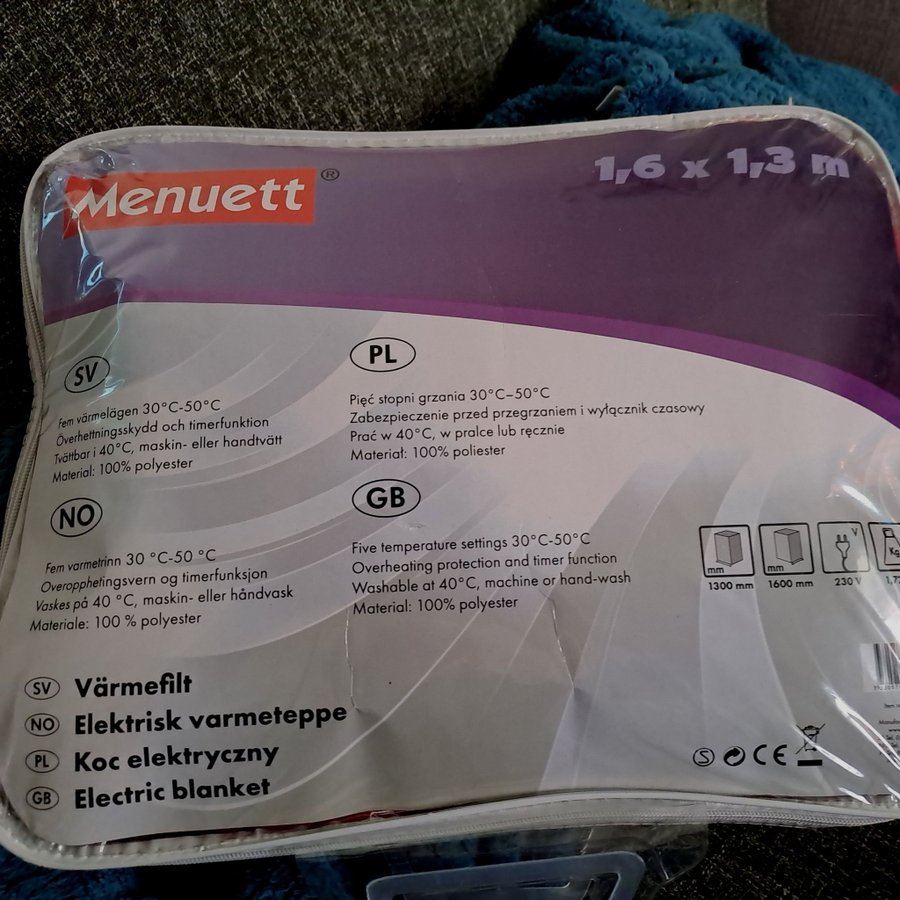 Menuett®
1,6 x 1,3 m
SV
Fem värmelägen 30°C-50°C
Överhettningsskydd och timerfunktion
Tvättbar i 40°C, maskin- eller handtvätt
Material: 100% polyester
PL
Pięć stopni grzania 30°C–50°C
Zabezpieczenie przed przegrzaniem i wyłącznik czasowy
Prać w 40°C, w pralce lub ręcznie
Materiał: 100% poliester
NO
Fem varmetrinn 30 °C-50 °C
Overopphetingsvern og timerfunksjon
Vaskes på 40 °C, maskin- eller håndvask
Materiale: 100 % polyester
GB
Five temperature settings 30°C-50°C
Overheating protection and timer function
Washable at 40°C, machine or hand-wash
Material: 100% polyester
mm
1300 mm
mm
1600 mm
V
230 V
Kg
SV Värmefilt
NO Elektrisk varmeteppe
PL Koc elektryczny
GB Electric blanket
S CE